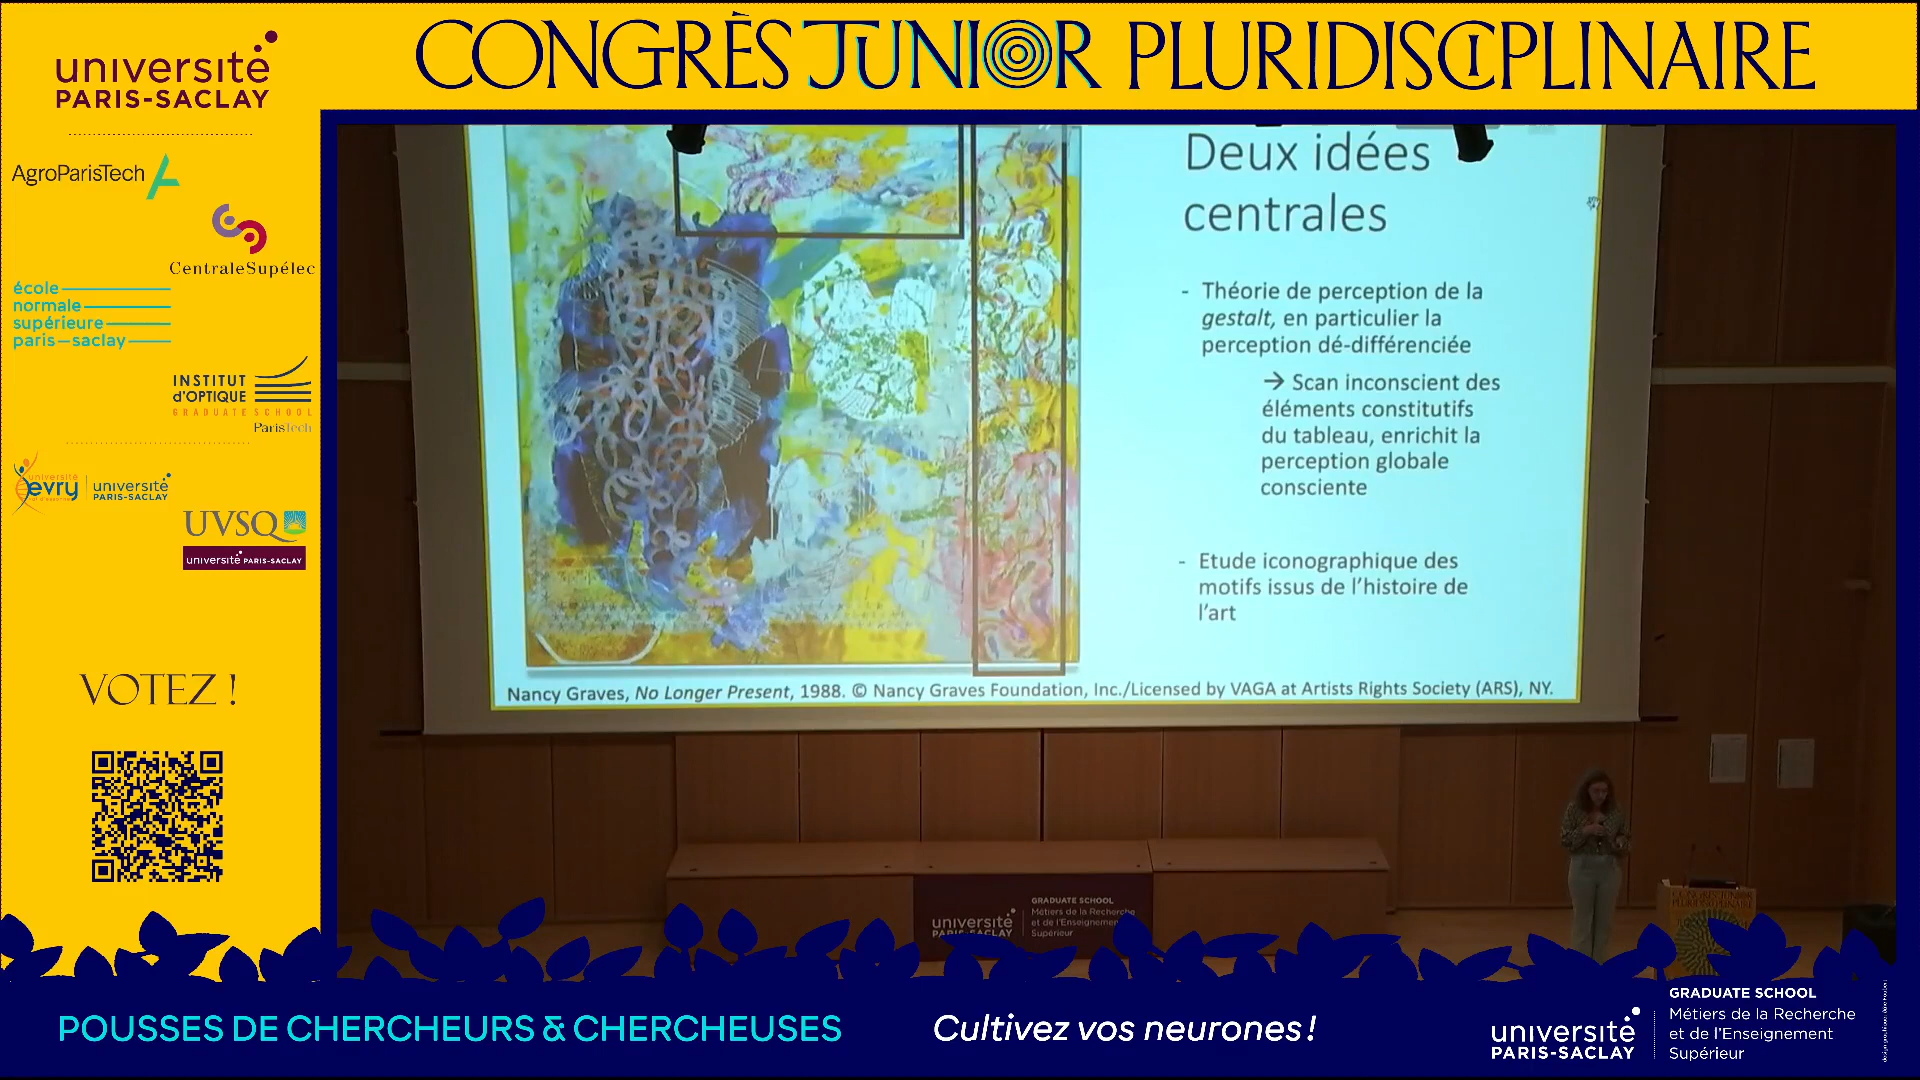 CONGRÈS JUNIOR PLURIDISCIPLINAIRE
université
PARIS-SACLAY
AgroParisTech
CentraleSupélec
école
normale
supérieure
paris–saclay
INSTITUT
d'OPTIQUE
GRADUATE SCHOOL
ParisTech
université
evry
université
PARIS-SACLAY
UVSQ
université PARIS-SACLAY
VOTEZ !
Deux idées
centrales
- Théorie de perception de la
gestalt, en particulier la
perception dé-différenciée
→ Scan inconscient des
éléments constitutifs
du tableau, enrichit la
perception globale
consciente
- Etude iconographique des
motifs issus de l'histoire de
l'art
Nancy Graves, No Longer Present, 1988. © Nancy Graves Foundation, Inc./Licensed by VAGA at Artists Rights Society (ARS), NY.
université
PARIS-SACLAY
GRADUATE SCHOOL
Métiers de la Recherche
et de l'Enseignement
Supérieur
CONGRÈS JUNIOR
PLURIDISCIPLINAIRE
POUSSES DE CHERCHEURS & CHERCHEUSES
Cultivez vos neurones !
université
PARIS-SACLAY
GRADUATE SCHOOL
Métiers de la Recherche
et de l'Enseignement
Supérieur